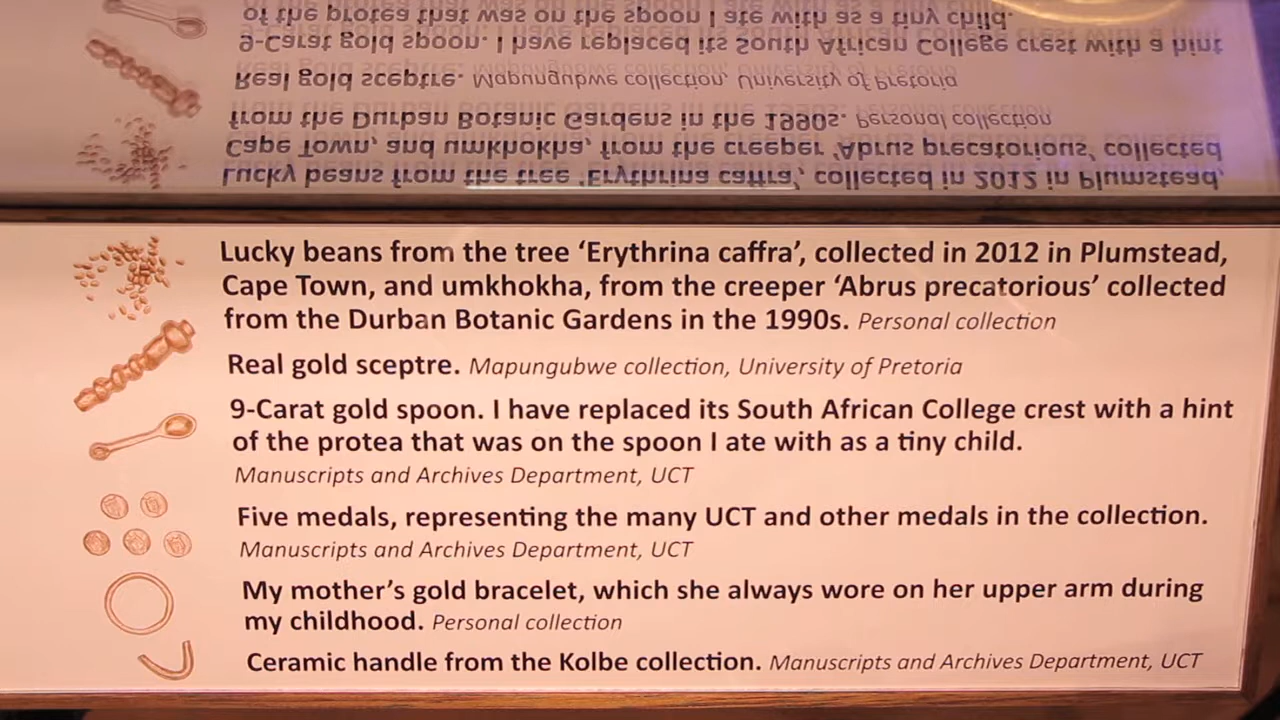 Lucky beans from the tree ‘Erythrina caffra’, collected in 2012 in Plumstead,
Cape Town, and umkhokha, from the creeper ‘Abrus precatorious’ collected
from the Durban Botanic Gardens in the 1990s. Personal collection
Real gold sceptre. Mapungubwe collection, University of Pretoria
9-Carat gold spoon. I have replaced its South African College crest with a hint
of the protea that was on the spoon I ate with as a tiny child.
Manuscripts and Archives Department, UCT
Five medals, representing the many UCT and other medals in the collection.
Manuscripts and Archives Department, UCT
My mother’s gold bracelet, which she always wore on her upper arm during
my childhood. Personal collection
Ceramic handle from the Kolbe collection. Manuscripts and Archives Department, UCT